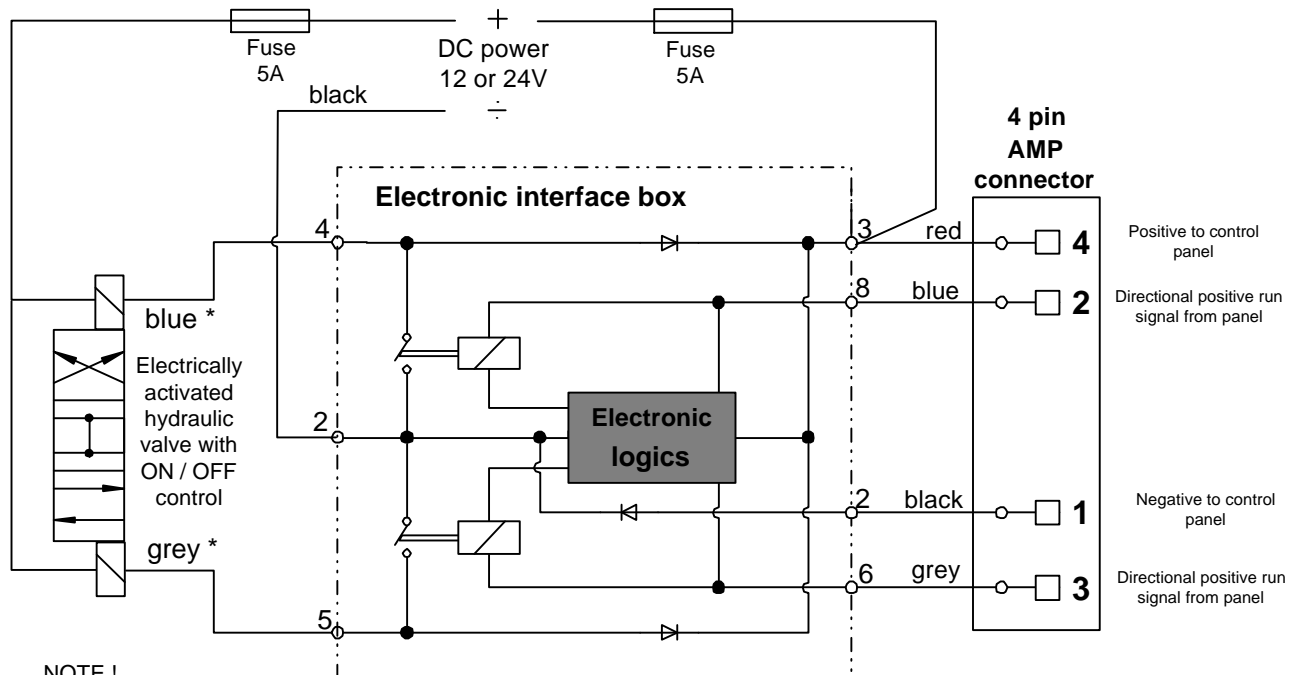 Fuse
5A
+
DC power
12 or 24V
÷
Fuse
5A
black
4 pin
AMP
connector
Electronic interface box
4
3
red
4
Positive to control
panel
8
blue
2
Directional positive run
signal from panel
blue *
Electrically
activated
hydraulic
valve with
ON / OFF
control
grey *
2
Electronic
logics
2
black
1
Negative to control
panel
6
grey
3
Directional positive run
signal from panel
5
NOTE !